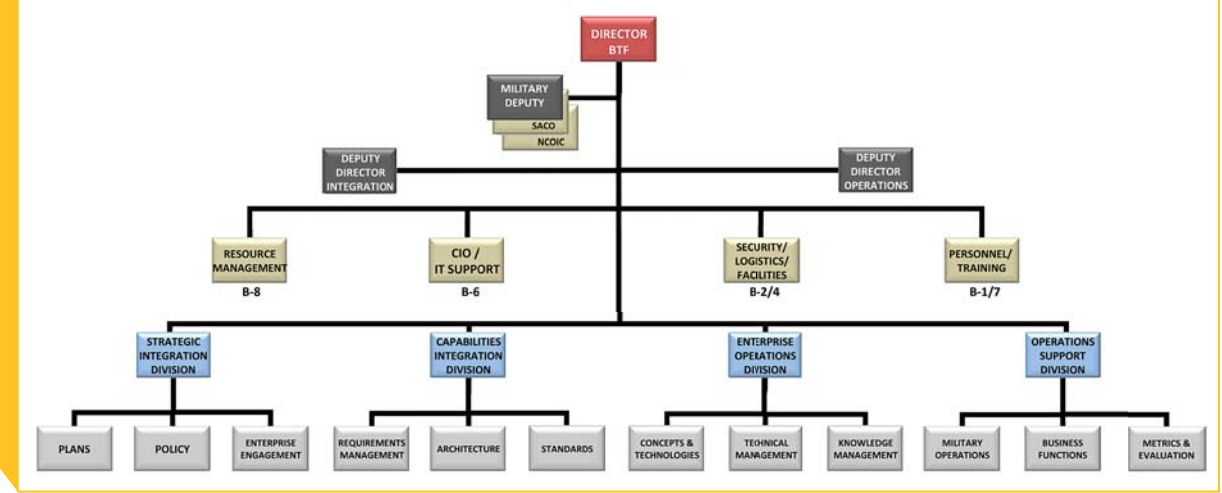 DIRECTOR
BTF
MILITARY
DEPUTY
SACO
NCOIC
DEPUTY
DIRECTOR
INTEGRATION
DEPUTY
DIRECTOR
OPERATIONS
RESOURCE
MANAGEMENT
B-8
CIO /
IT SUPPORT
B-6
SECURITY/
LOGISTICS/
FACILITIES
B-2/4
PERSONNEL/
TRAINING
B-1/7
STRATEGIC
INTEGRATION
DIVISION
CAPABILITIES
INTEGRATION
DIVISION
ENTERPRISE
OPERATIONS
DIVISION
OPERATIONS
SUPPORT
DIVISION
PLANS
POLICY
ENTERPRISE
ENGAGEMENT
REQUIREMENTS
MANAGEMENT
ARCHITECTURE
STANDARDS
CONCEPTS &
TECHNOLOGIES
TECHNICAL
MANAGEMENT
KNOWLEDGE
MANAGEMENT
MILITARY
OPERATIONS
BUSINESS
FUNCTIONS
METRICS &
EVALUATION